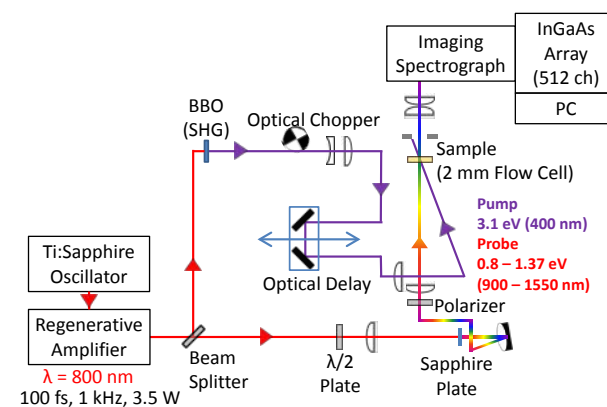 Imaging
Spectrograph
InGaAs
Array
(512 ch)
PC
BBO
(SHG)
Optical Chopper
Sample
(2 mm Flow Cell)
Pump
3.1 eV (400 nm)
Probe
0.8 – 1.37 eV
(900 – 1550 nm)
Ti:Sapphire
Oscillator
Optical Delay
Polarizer
Regenerative
Amplifier
λ = 800 nm
100 fs, 1 kHz, 3.5 W
Beam
Splitter
λ/2
Plate
Sapphire
Plate